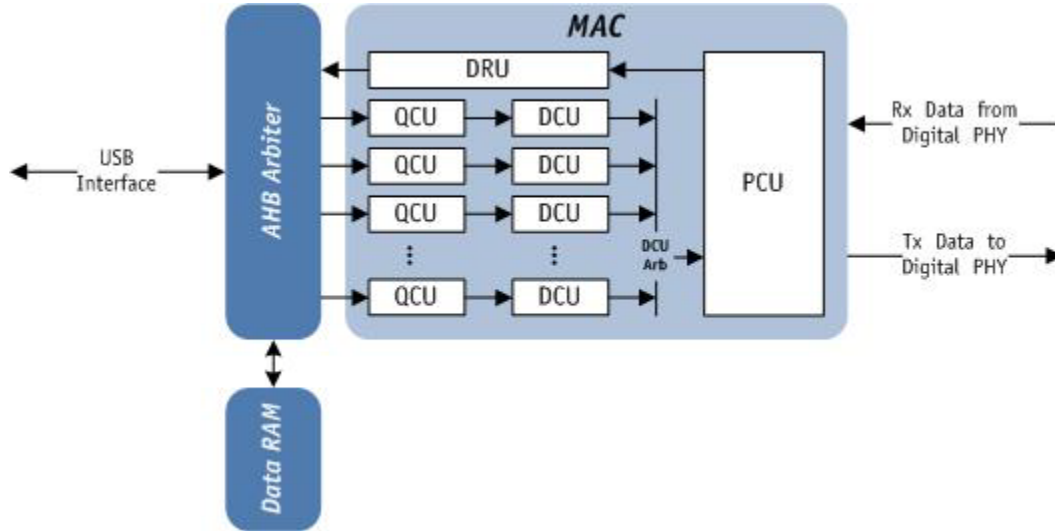 MAC
DRU
QCU DCU
QCU DCU
QCU DCU
QCU DCU
DCU
Arb
PCU
AHB Arbiter
Data RAM
USB
Interface
Rx Data from
Digital PHY
Tx Data to
Digital PHY